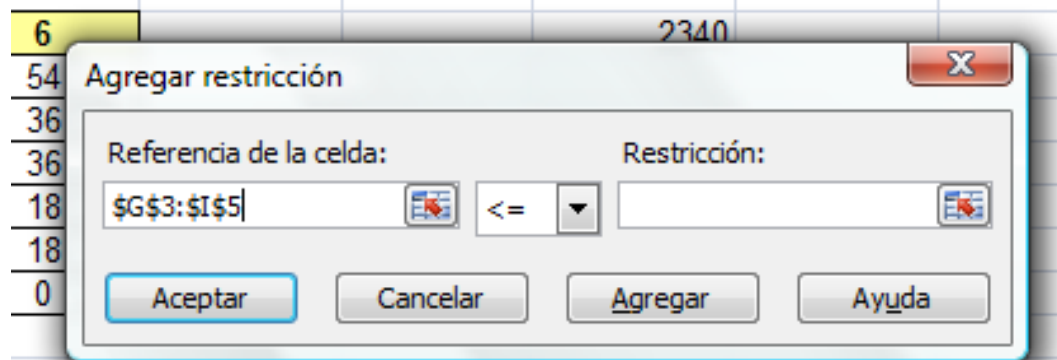 6
2340
54
Agregar restricción
36
36
Referencia de la celda:
Restricción:
18
$G$3:$I$5
<=
18
0
Aceptar
Cancelar
Agregar
Ayuda